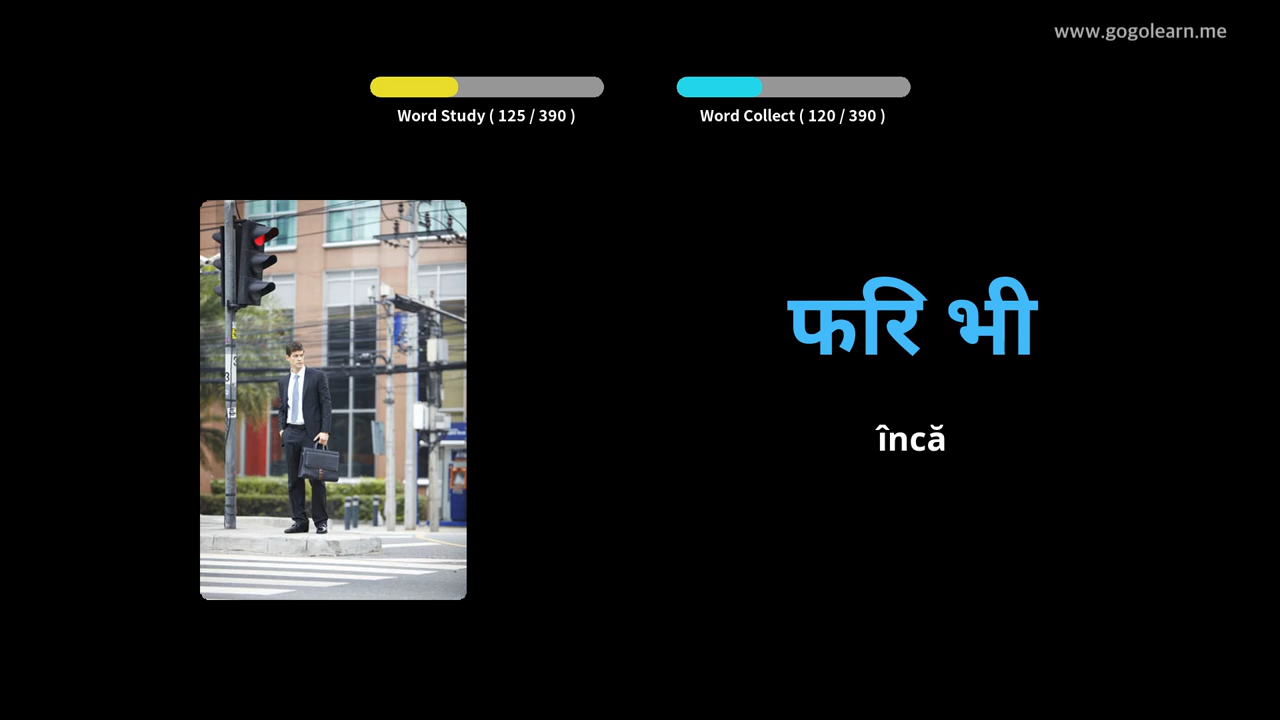 www.gogolearn.me
Word Study ( 125 / 390 )
Word Collect ( 120 / 390 )
फरि भी
încă